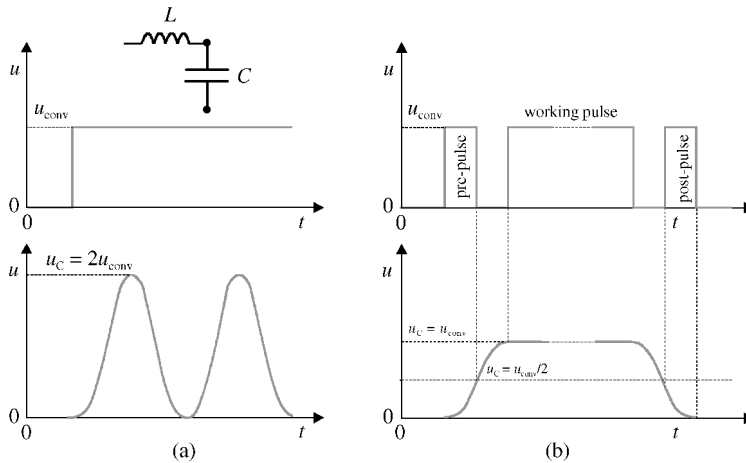 L
C
u
u_conv
0
0
t
u
u_C = 2u_conv
0
0
t
(a)
u
u_conv
pre-pulse
working pulse
post-pulse
0
0
t
u
u_C = u_conv
u_C = u_conv/2
0
0
t
(b)